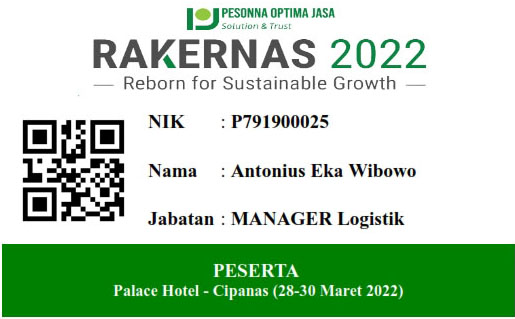 PESONNA OPTIMA JASA
Solution & Trust
RAKERNAS 2022
Reborn for Sustainable Growth
NIK : P791900025
Nama : Antonius Eka Wibowo
Jabatan : MANAGER Logistik
PESERTA
Palace Hotel - Cipanas (28-30 Maret 2022)